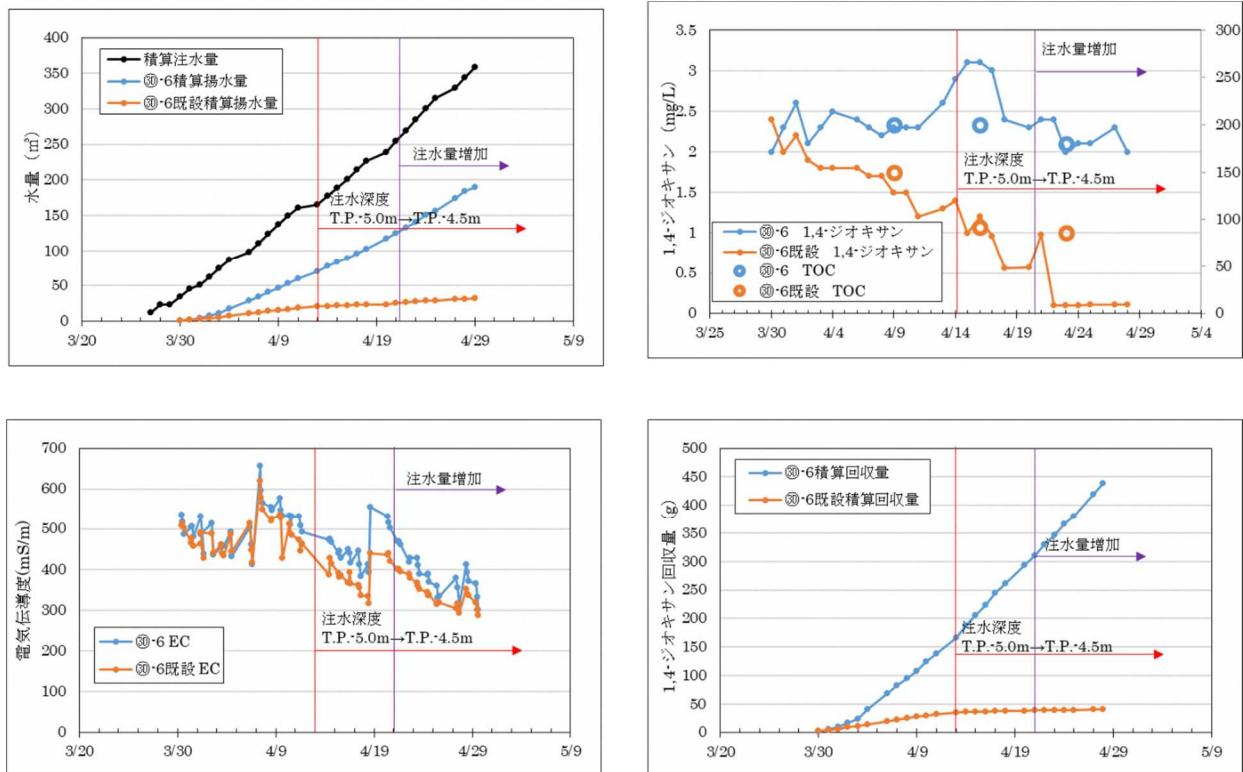 400
350
300
250
200
150
100
50
0
水量（㎥）
積算注水量
㉚-6積算揚水量
㉚-6既設積算揚水量
注水量増加
注水深度
T.P.-5.0m→T.P.-4.5m
3/20 3/30 4/9 4/19 4/29 5/9
3.5
3
2.5
2
1.5
1
0.5
0
1,4-ジオキサン（mg/L）
300
250
200
150
100
50
0
注水量増加
注水深度
T.P.-5.0m→T.P.-4.5m
㉚-6 1,4-ジオキサン
㉚-6既設 1,4-ジオキサン
㉚-6 TOC
㉚-6既設 TOC
3/25 3/30 4/4 4/9 4/14 4/19 4/24 4/29 5/4
700
600
500
400
300
200
100
0
電気伝導度(mS/m)
注水量増加
注水深度
T.P.-5.0m→T.P.-4.5m
㉚-6 EC
㉚-6既設 EC
3/20 3/30 4/9 4/19 4/29 5/9
500
450
400
350
300
250
200
150
100
50
0
1,4-ジオキサン回収量（g）
㉚-6積算回収量
㉚-6既設積算回収量
注水量増加
注水深度
T.P.-5.0m→T.P.-4.5m
3/20 3/30 4/9 4/19 4/29 5/9